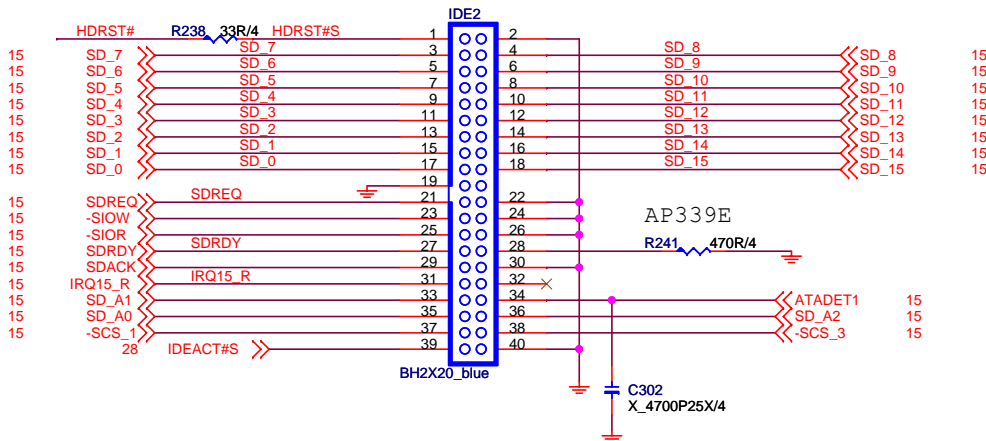 IDE2
HDRST# R238 33R/4 HDRST#S 1 2
15 SD_7 SD_7 3 4 SD_8 SD_8 15
15 SD_6 SD_6 5 6 SD_9 SD_9 15
15 SD_5 SD_5 7 8 SD_10 SD_10 15
15 SD_4 SD_4 9 10 SD_11 SD_11 15
15 SD_3 SD_3 11 12 SD_12 SD_12 15
15 SD_2 SD_2 13 14 SD_13 SD_13 15
15 SD_1 SD_1 15 16 SD_14 SD_14 15
15 SD_0 SD_0 17 18 SD_15 SD_15 15
19
15 SDREQ SDREQ 21 22
15 -SIOW 23 24 AP339E
15 -SIOR 25 26
15 SDRDY SDRDY 27 28 R241 470R/4
15 SDACK 29 30
15 IRQ15_R IRQ15_R 31 32
15 SD_A1 33 34 ATADET1 15
15 SD_A0 35 36 SD_A2 15
15 -SCS_1 37 38 -SCS_3 15
28 IDEACT#S 39 40
BH2X20_blue
C302
X_4700P25X/4